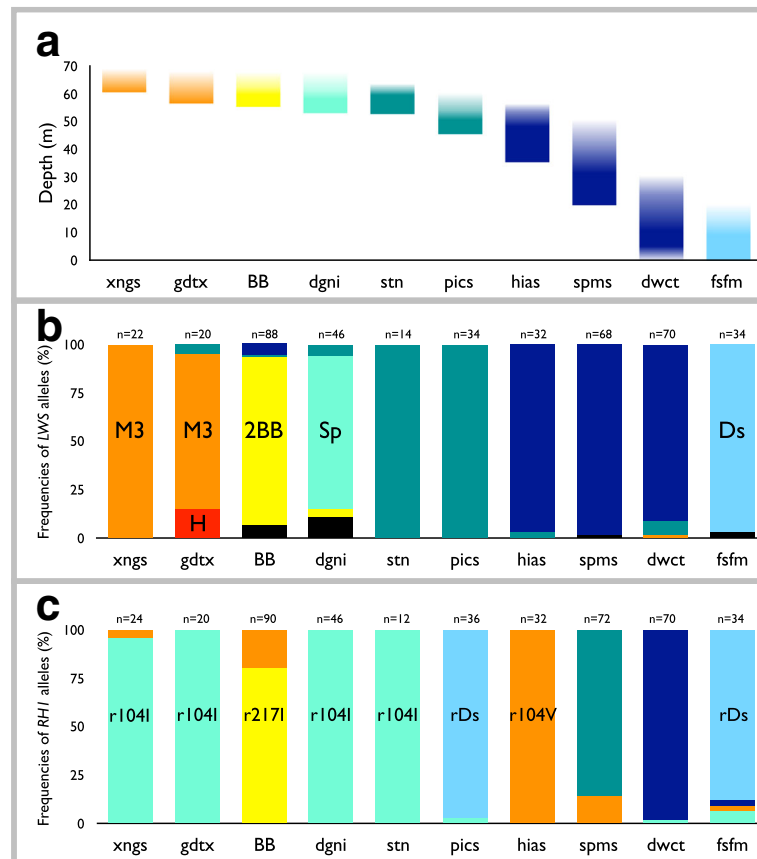 a
Depth (m)
70
60
50
40
30
20
10
0
xngs gdtx BB dgni stn pics hias spms dwct fsfm
b
Frequencies of LWS alleles (%)
n=22 n=20 n=88 n=46 n=14 n=34 n=32 n=68 n=70 n=34
100
75
50
25
0
M3 M3 2BB Sp Ds
H
xngs gdtx BB dgni stn pics hias spms dwct fsfm
c
Frequencies of RH1 alleles (%)
n=24 n=20 n=90 n=46 n=12 n=36 n=32 n=72 n=70 n=34
100
75
50
25
0
r104I r104I r217I r104I r104I rDs r104V rDs
xngs gdtx BB dgni stn pics hias spms dwct fsfm